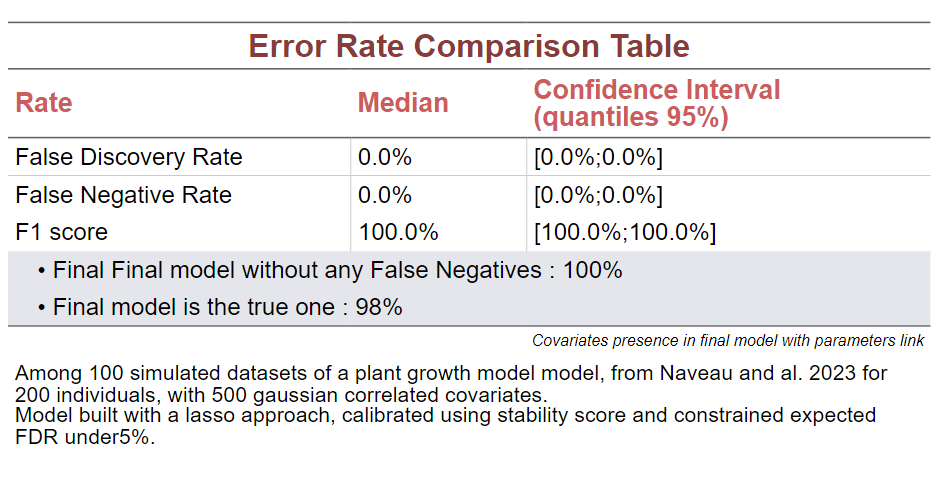 Error Rate Comparison Table
Rate Median Confidence Interval
(quantiles 95%)
False Discovery Rate 0.0% [0.0%;0.0%]
False Negative Rate 0.0% [0.0%;0.0%]
F1 score 100.0% [100.0%;100.0%]
• Final Final model without any False Negatives : 100%
• Final model is the true one : 98%
Covariates presence in final model with parameters link
Among 100 simulated datasets of a plant growth model model, from Naveau and al. 2023 for
200 individuals, with 500 gaussian correlated covariates.
Model built with a lasso approach, calibrated using stability score and constrained expected
FDR under5%.